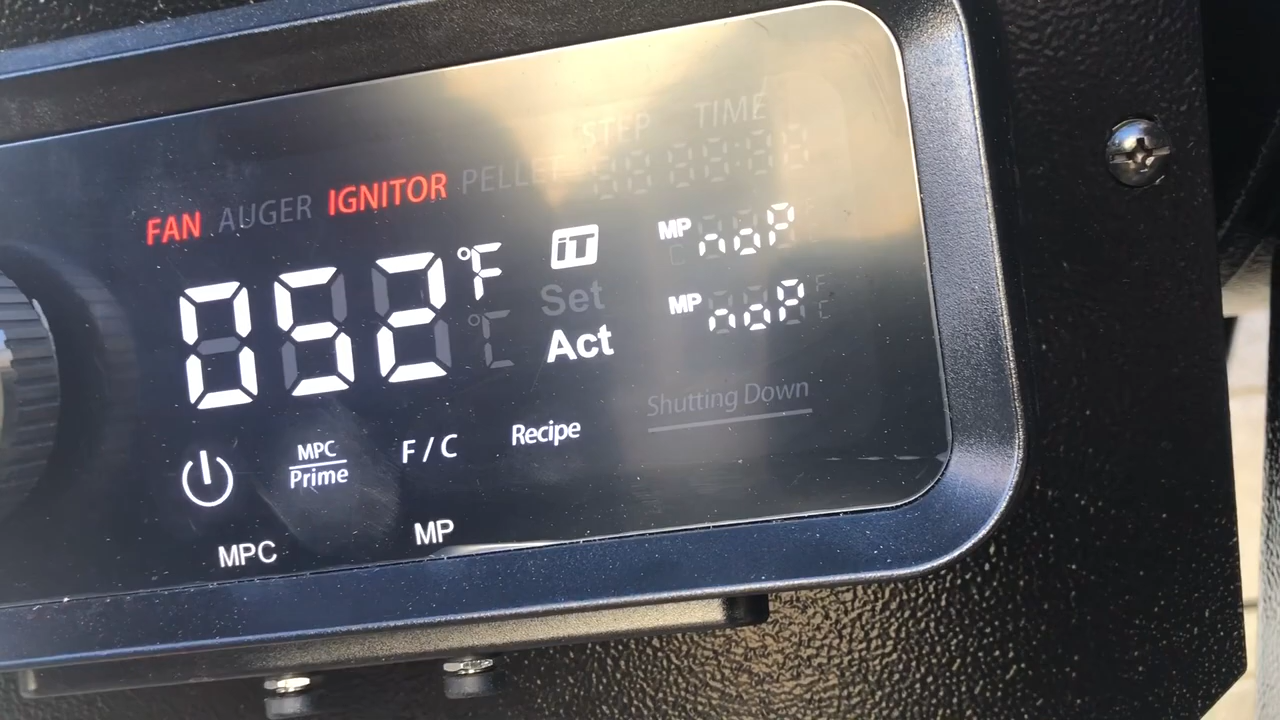 STEP TIME
FAN AUGER IGNITOR PELLET
052 °F
°C
iT
Set
Act
MP noP
MP noP
F
C
Shutting Down
MPC
Prime
F / C
Recipe
MPC
MP